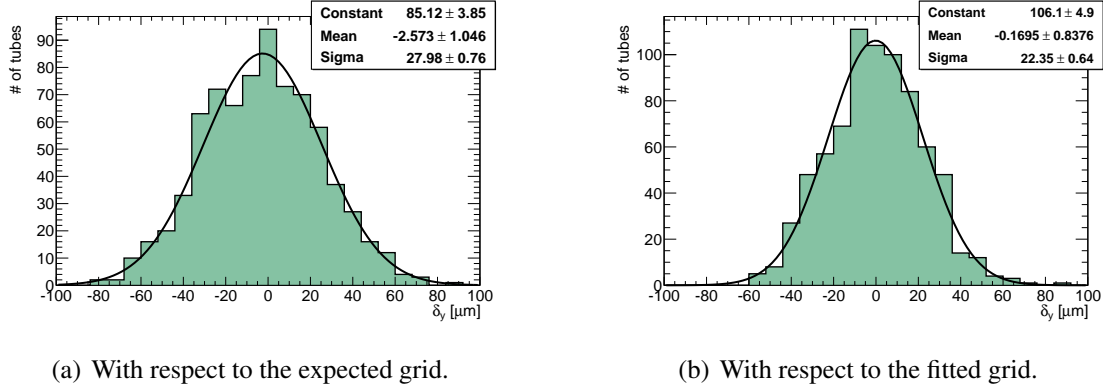 Constant 85.12 ± 3.85
Mean -2.573 ± 1.046
Sigma 27.98 ± 0.76
# of tubes
90
80
70
60
50
40
30
20
10
0
-100 -80 -60 -40 -20 0 20 40 60 80 100
δy [μm]
(a) With respect to the expected grid.
Constant 106.1 ± 4.9
Mean -0.1695 ± 0.8376
Sigma 22.35 ± 0.64
# of tubes
100
80
60
40
20
0
-100 -80 -60 -40 -20 0 20 40 60 80 100
δy [μm]
(b) With respect to the fitted grid.